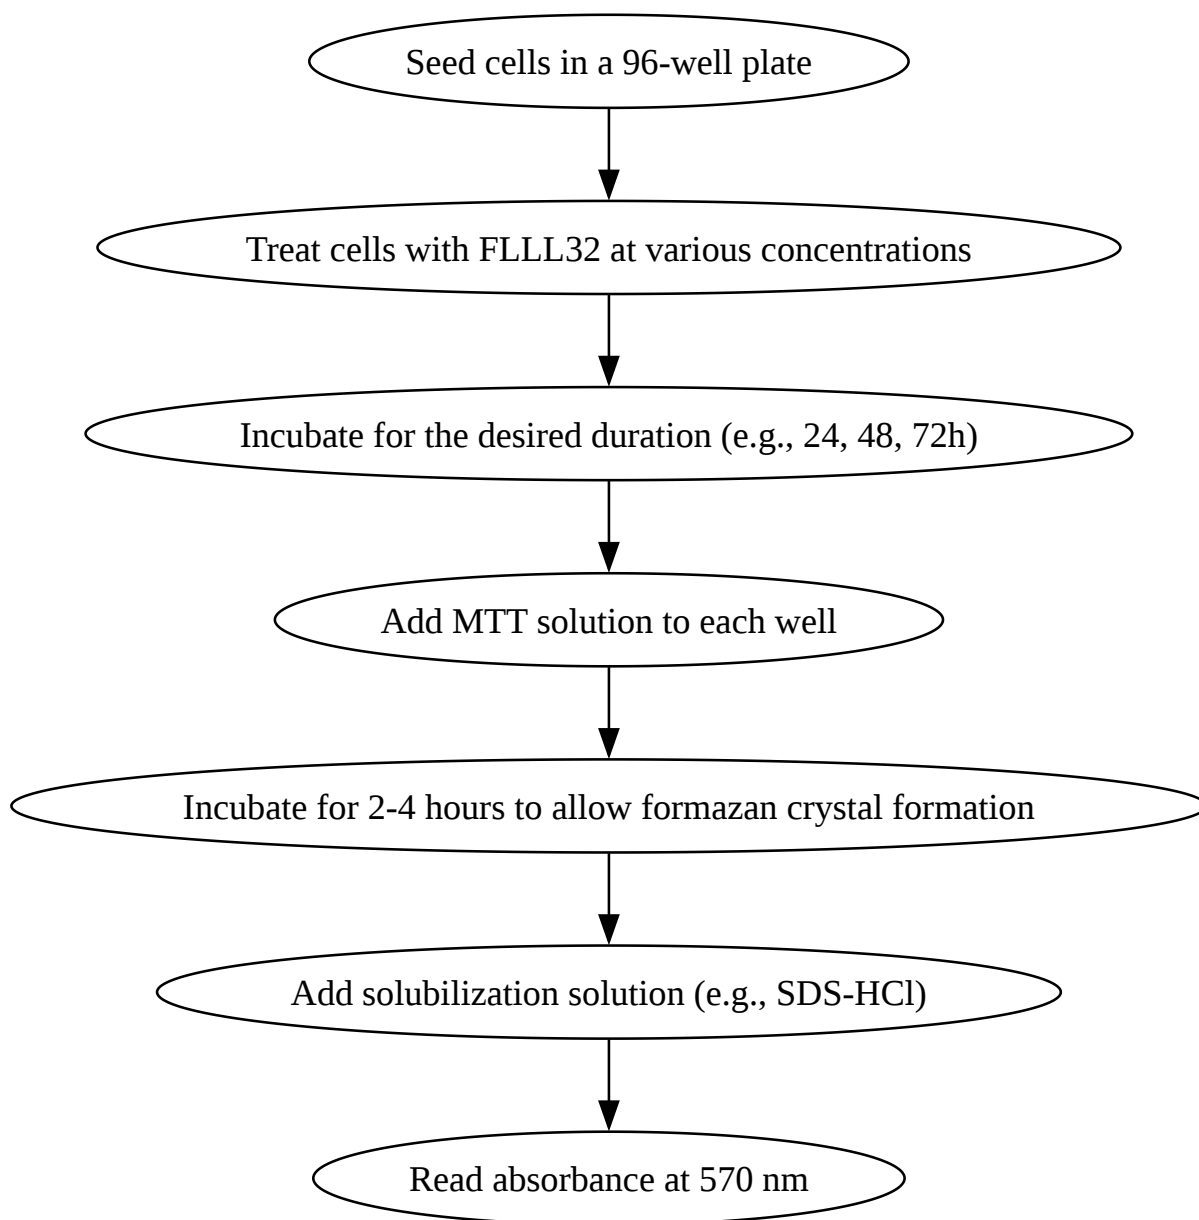 Seed cells in a 96-well plate
Treat cells with FLLL32 at various concentrations
Incubate for the desired duration (e.g., 24, 48, 72h)
Add MTT solution to each well
Incubate for 2-4 hours to allow formazan crystal formation
Add solubilization solution (e.g., SDS-HCl)
Read absorbance at 570 nm